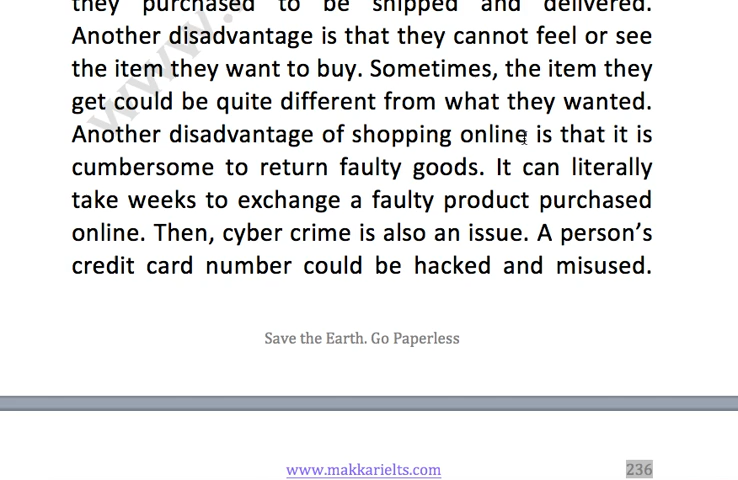 they purchased to be shipped and delivered.
Another disadvantage is that they cannot feel or see
the item they want to buy. Sometimes, the item they
get could be quite different from what they wanted.
Another disadvantage of shopping online is that it is
cumbersome to return faulty goods. It can literally
take weeks to exchange a faulty product purchased
online. Then, cyber crime is also an issue. A person's
credit card number could be hacked and misused.
Save the Earth. Go Paperless
www.makkarielts.com 236
www.